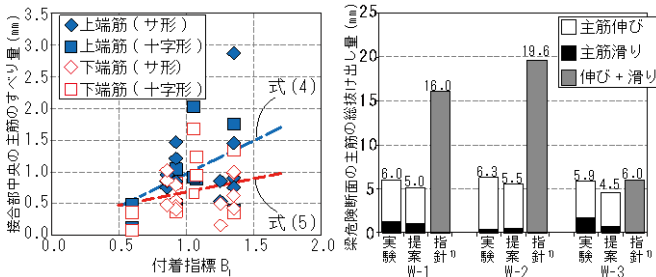 接合部中央の主筋のすべり量(mm)
3.5
3.0
2.5
2.0
1.5
1.0
0.5
0.0
上端筋(サ形)
上端筋(十字形)
下端筋(サ形)
下端筋(十字形)
式(4)
式(5)
0.0 0.5 1.0 1.5 2.0
付着指標 Bᵢ
梁危険断面の主筋の総抜け出し量(mm)
25
20
15
10
5
0
主筋伸び
主筋滑り
伸び+滑り
6.0 5.0 16.0 6.3 5.5 19.6 5.9 4.5 6.0
実験 提案 指針¹⁾ 実験 提案 指針¹⁾ 実験 提案 指針¹⁾
W-1 W-2 W-3